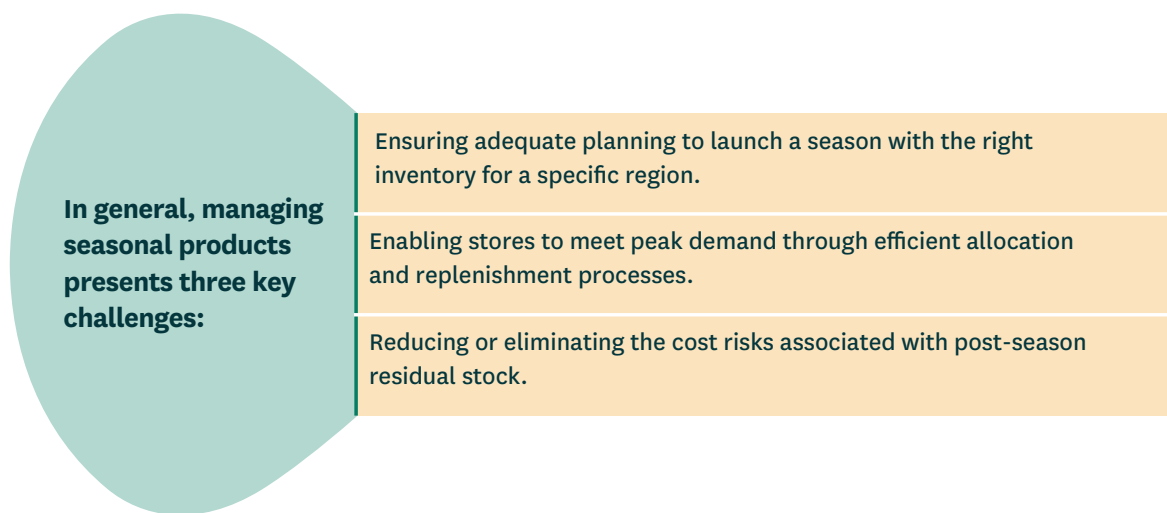 In general, managing
seasonal products
presents three key
challenges:
Ensuring adequate planning to launch a season with the right
inventory for a specific region.
Enabling stores to meet peak demand through efficient allocation
and replenishment processes.
Reducing or eliminating the cost risks associated with post-season
residual stock.